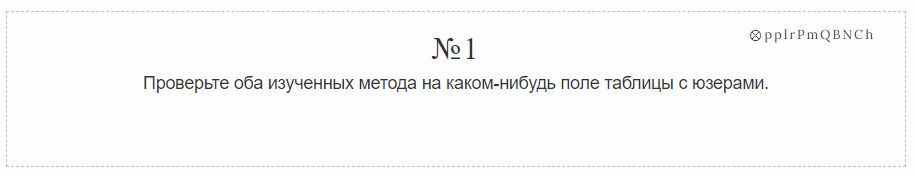 ⊗pplrPmQBNCh
№1
Проверьте оба изученных метода на каком-нибудь поле таблицы с юзерами.